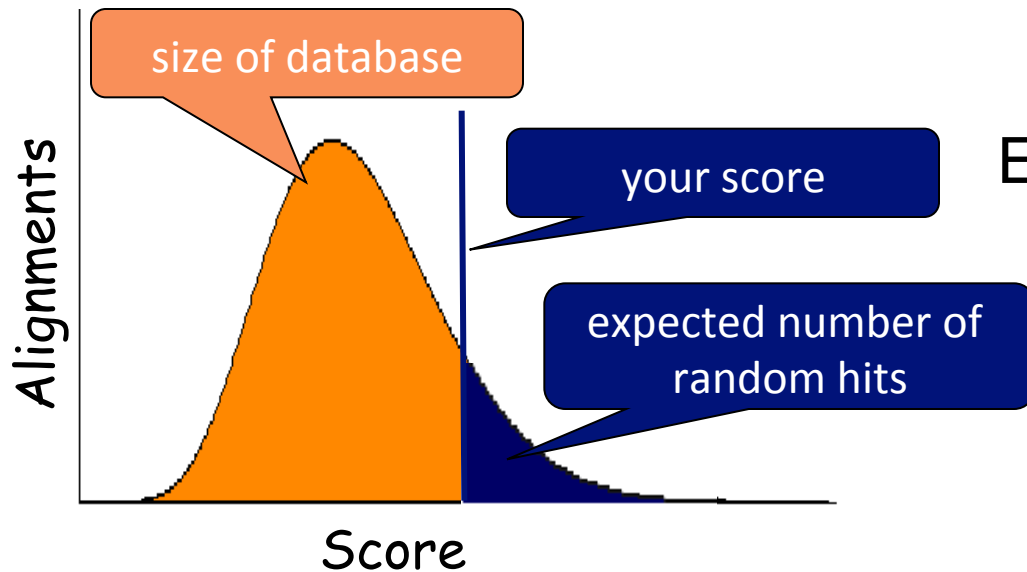 size of database
Alignments
your score
E
expected number of
random hits
Score